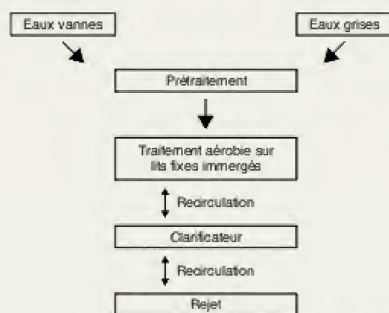 Eaux vannes
Eaux grises
Prétraitement
Traitement aérobie sur
lits fixes immergés
Recirculation
Clarificateur
Recirculation
Rejet